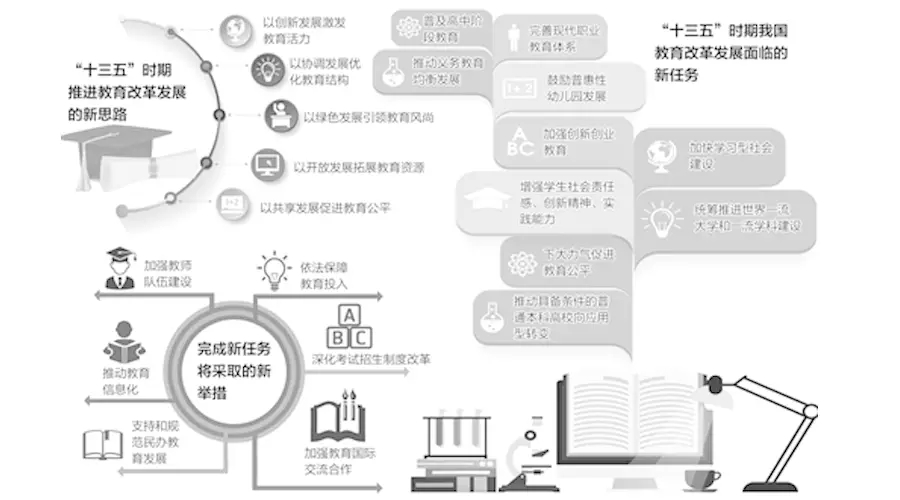 “十三五”时期
推进教育改革发展
的新思路
以创新发展激发
教育活力
以协调发展优
化教育结构
以绿色发展引领教育风尚
以开放发展拓展教育资源
1+2
以共享发展促进教育公平
“十三五”时期我国
教育改革发展面临的
新任务
普及高中阶
段教育
推动义务教育
均衡发展
完善现代职业
教育体系
1+2
鼓励普惠性
幼儿园发展
A
BC
加强创新创业
教育
增强学生社会责任
感、创新精神、实
践能力
下大力气促进
教育公平
推动具备条件的普
通本科高校向应用
型转变
加快学习型社会
建设
统筹推进世界一流
大学和一流学科建设
完成新任务
将采取的新
举措
加强教师
队伍建设
推动教育
信息化
支持和规
范民办教
育发展
依法保障
教育投入
A
B C
深化考试招生制度改革
加强教育国际
交流合作